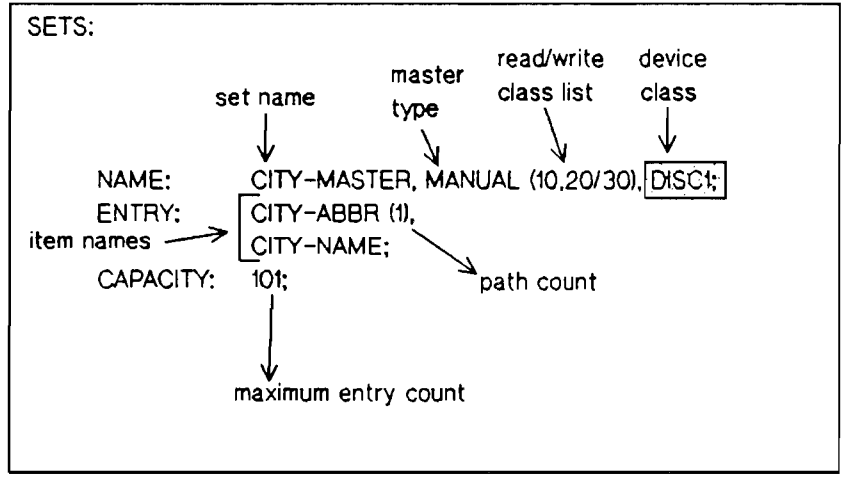 SETS:
set name
master type
read/write class list
device class
NAME: CITY-MASTER, MANUAL (10,20/30), DISC1;
ENTRY: CITY-ABBR (1),
item names
CITY-NAME;
CAPACITY: 101;
path count
maximum entry count